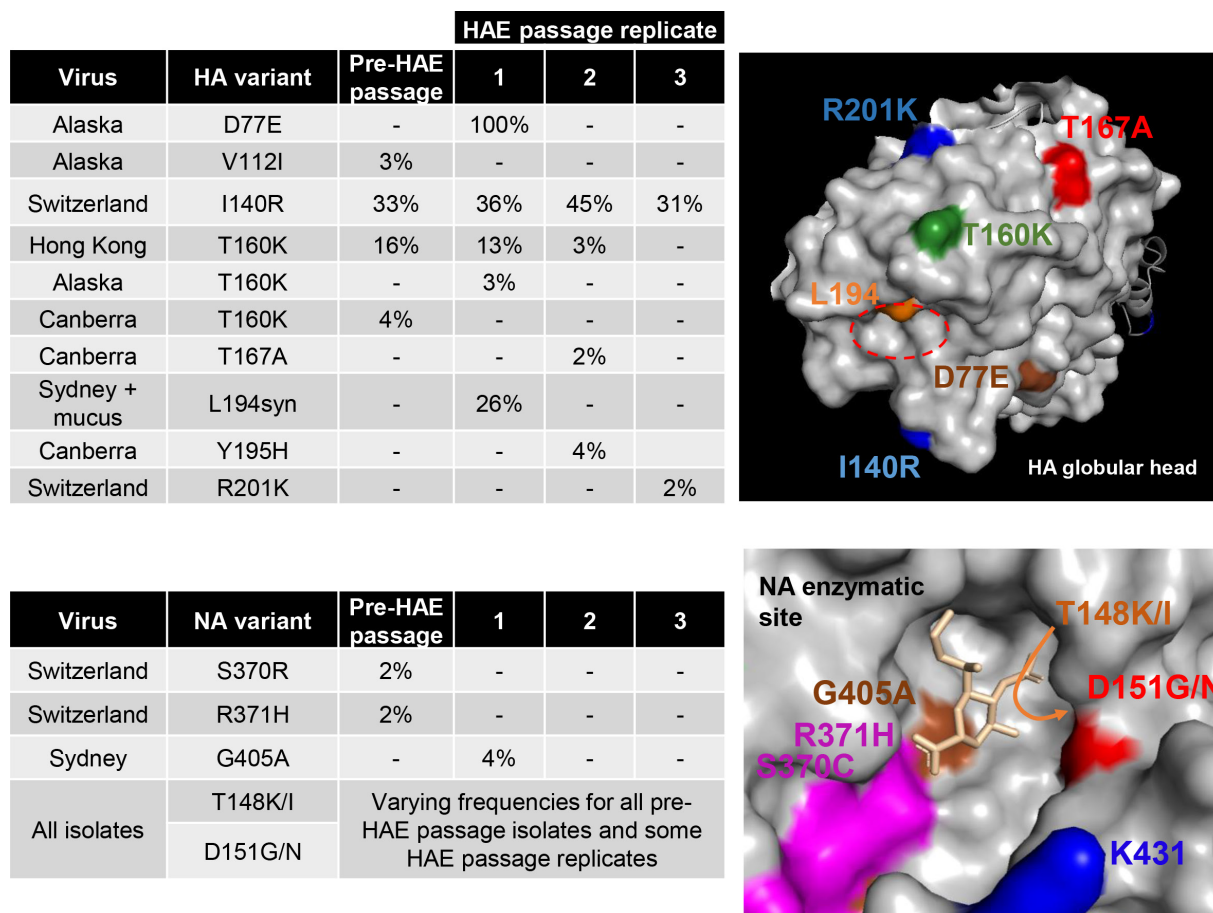 HAE passage replicate
Virus HA variant Pre-HAE passage 1 2 3
Alaska D77E - 100% - -
Alaska V112I 3% - - -
Switzerland I140R 33% 36% 45% 31%
Hong Kong T160K 16% 13% 3% -
Alaska T160K - 3% - -
Canberra T160K 4% - - -
Canberra T167A - - 2% -
Sydney + mucus L194syn - 26% - -
Canberra Y195H - - 4% -
Switzerland R201K - - - 2%
R201K
T167A
T160K
L194
D77E
I140R
HA globular head
Virus NA variant Pre-HAE passage 1 2 3
Switzerland S370R 2% - - -
Switzerland R371H 2% - - -
Sydney G405A - 4% - -
All isolates
T148K/I
D151G/N
Varying frequencies for all pre-
HAE passage isolates and some
HAE passage replicates
NA enzymatic
site
T148K/I
D151G/N
G405A
R371H
S370C
K431